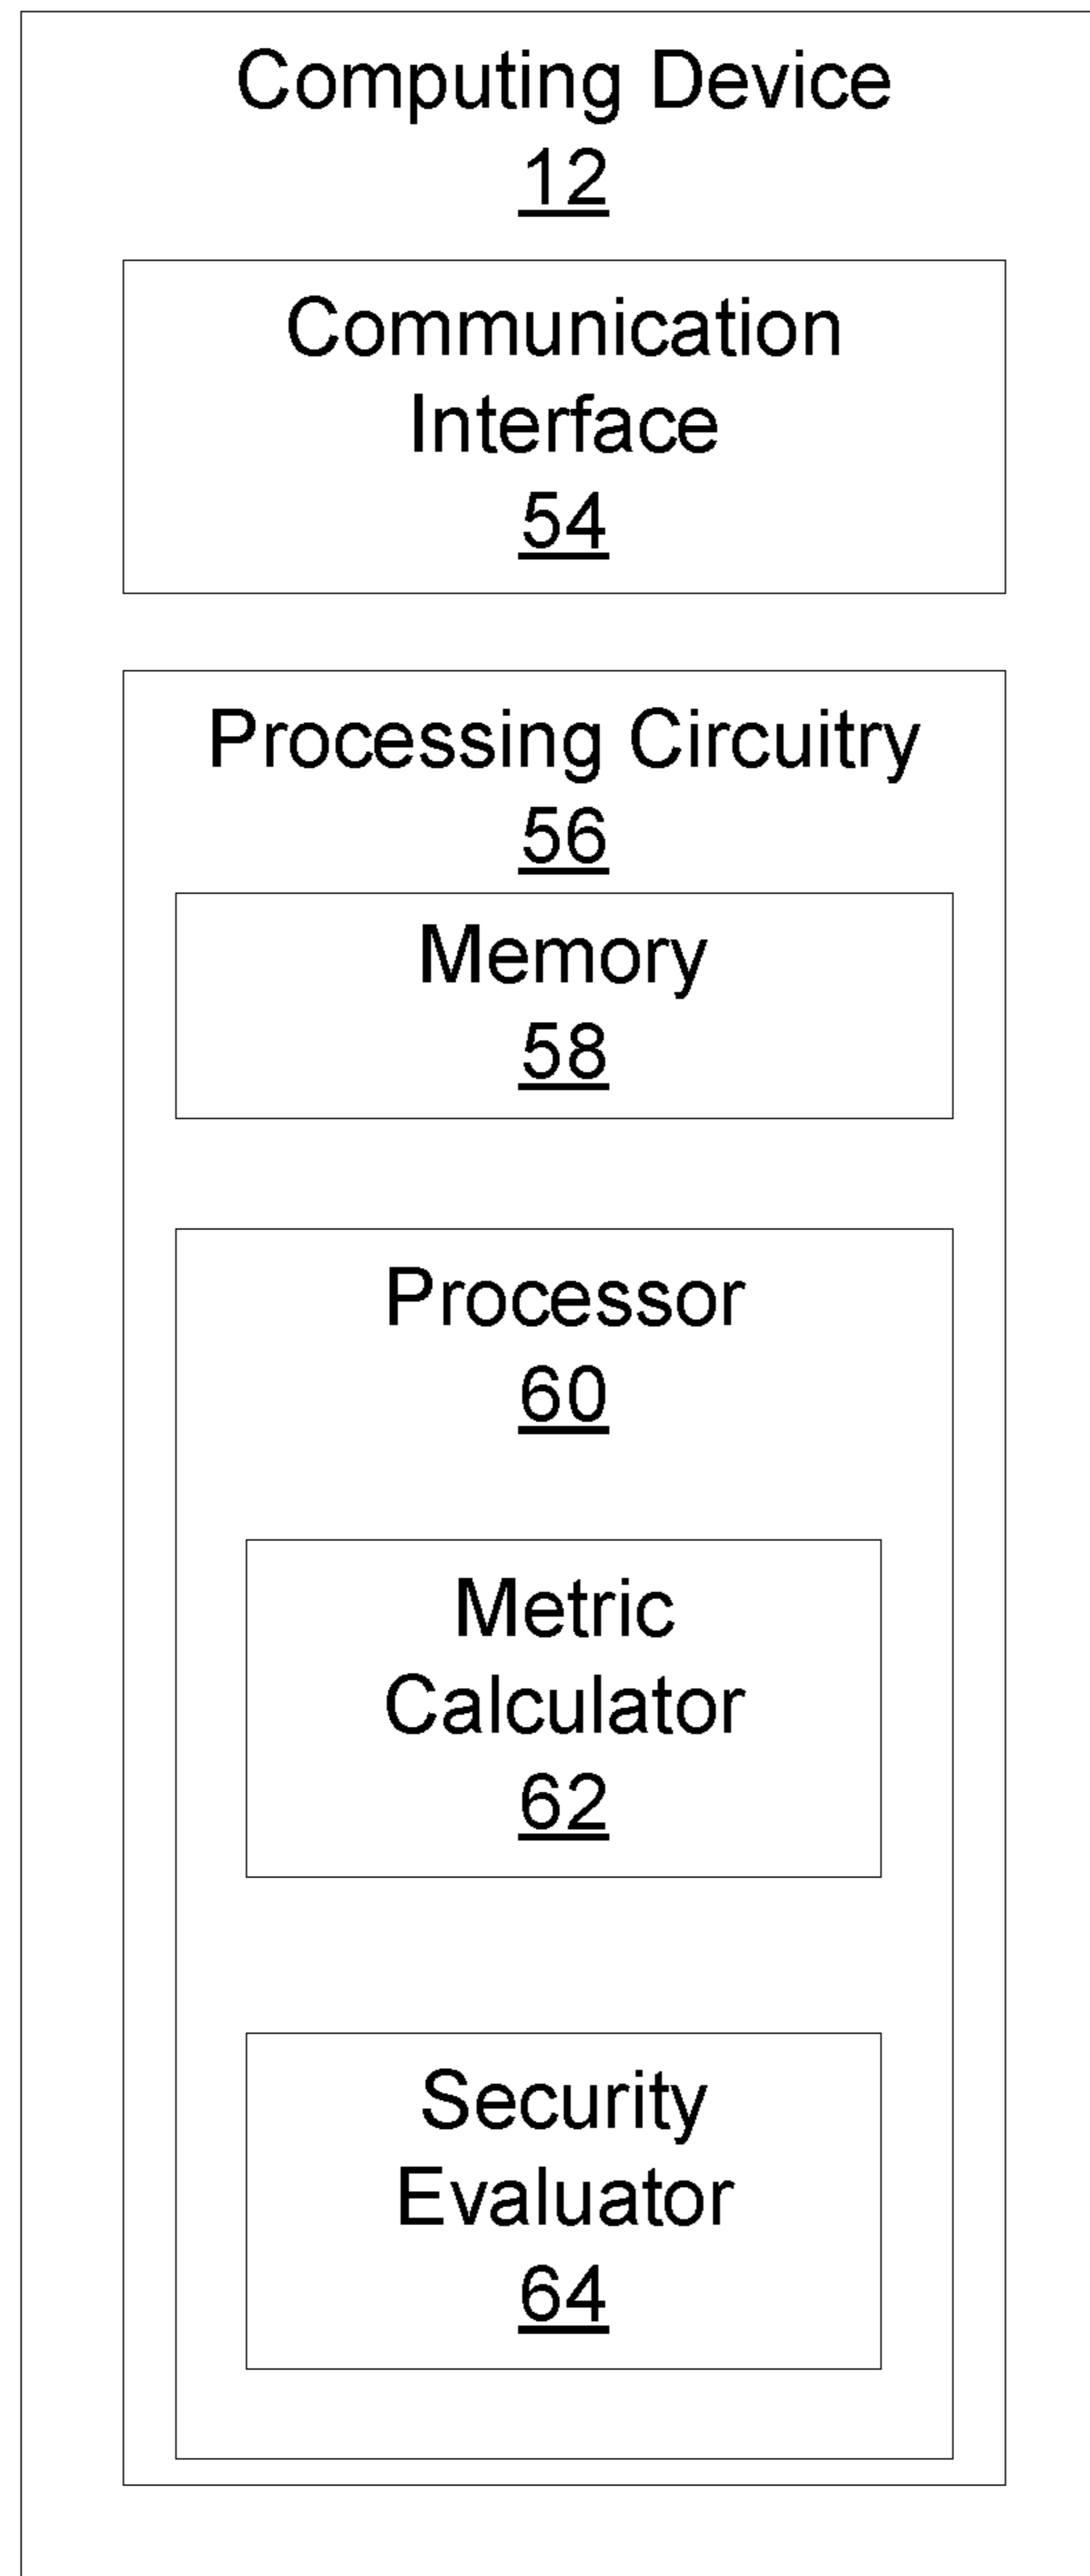 Computing Device
12
Communication
Interface
54
Processing Circuitry
56
Memory
58
Processor
60
Metric
Calculator
62
Security
Evaluator
64